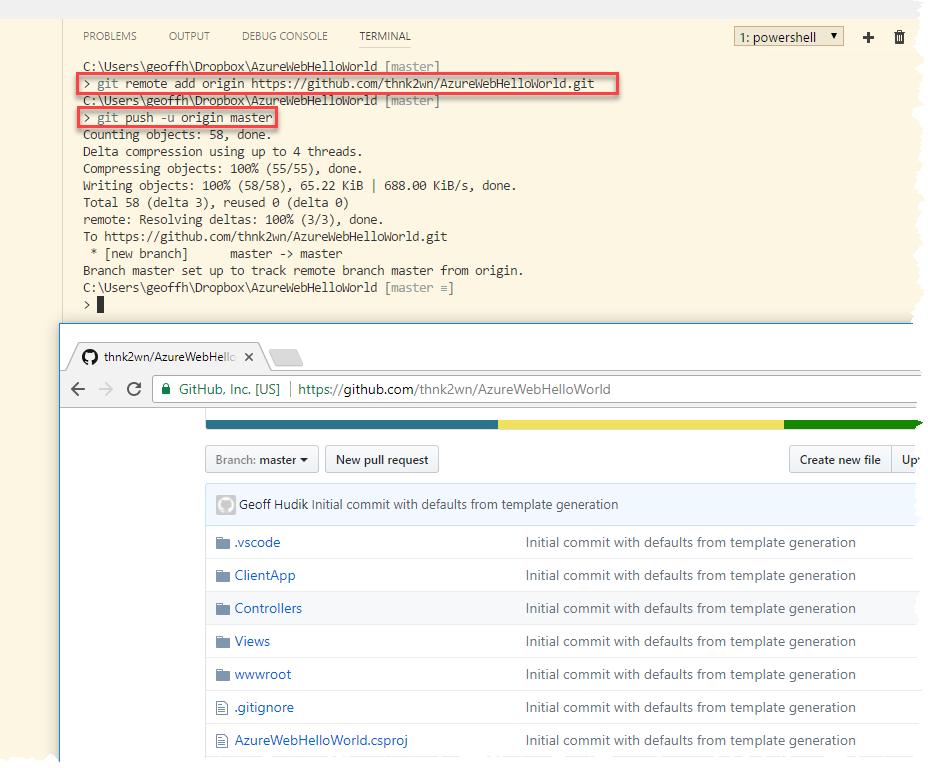 PROBLEMS OUTPUT DEBUG CONSOLE TERMINAL 1: powershell
C:\Users\geoffh\Dropbox\AzureWebHelloWorld [master]
> git remote add origin https://github.com/thnk2wn/AzureWebHelloWorld.git
C:\Users\geoffh\Dropbox\AzureWebHelloWorld [master]
> git push -u origin master
Counting objects: 58, done.
Delta compression using up to 4 threads.
Compressing objects: 100% (55/55), done.
Writing objects: 100% (58/58), 65.22 KiB | 688.00 KiB/s, done.
Total 58 (delta 3), reused 0 (delta 0)
remote: Resolving deltas: 100% (3/3), done.
To https://github.com/thnk2wn/AzureWebHelloWorld.git
* [new branch] master -> master
Branch master set up to track remote branch master from origin.
C:\Users\geoffh\Dropbox\AzureWebHelloWorld [master ≡]
>
thnk2wn/AzureWebHello
GitHub, Inc. [US] https://github.com/thnk2wn/AzureWebHelloWorld
Branch: master New pull request Create new file
Geoff Hudik Initial commit with defaults from template generation
.vscode Initial commit with defaults from template generation
ClientApp Initial commit with defaults from template generation
Controllers Initial commit with defaults from template generation
Views Initial commit with defaults from template generation
wwwroot Initial commit with defaults from template generation
.gitignore Initial commit with defaults from template generation
AzureWebHelloWorld.csproj Initial commit with defaults from template generation